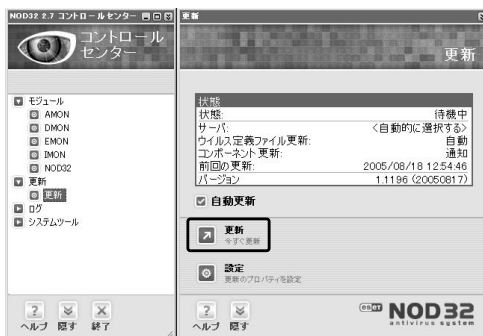 NOD32 2.7 コントロールセンター
コントロール
センター
モジュール
AMON
DMON
EMON
IMON
NOD32
更新
更新
ログ
システムツール
ヘルプ 隠す 終了
更新
更新
状態
状態: 待機中
サーバ: <自動的に選択する>
ウイルス定義ファイル更新: 自動
コンポーネント更新: 通知
前回の更新: 2005/08/18 12:54:46
バージョン 1.1196 (20050817)
自動更新
更新
今すぐ更新
設定
更新のプロパティを設定
ヘルプ 隠す
eset NOD32
antivirus system